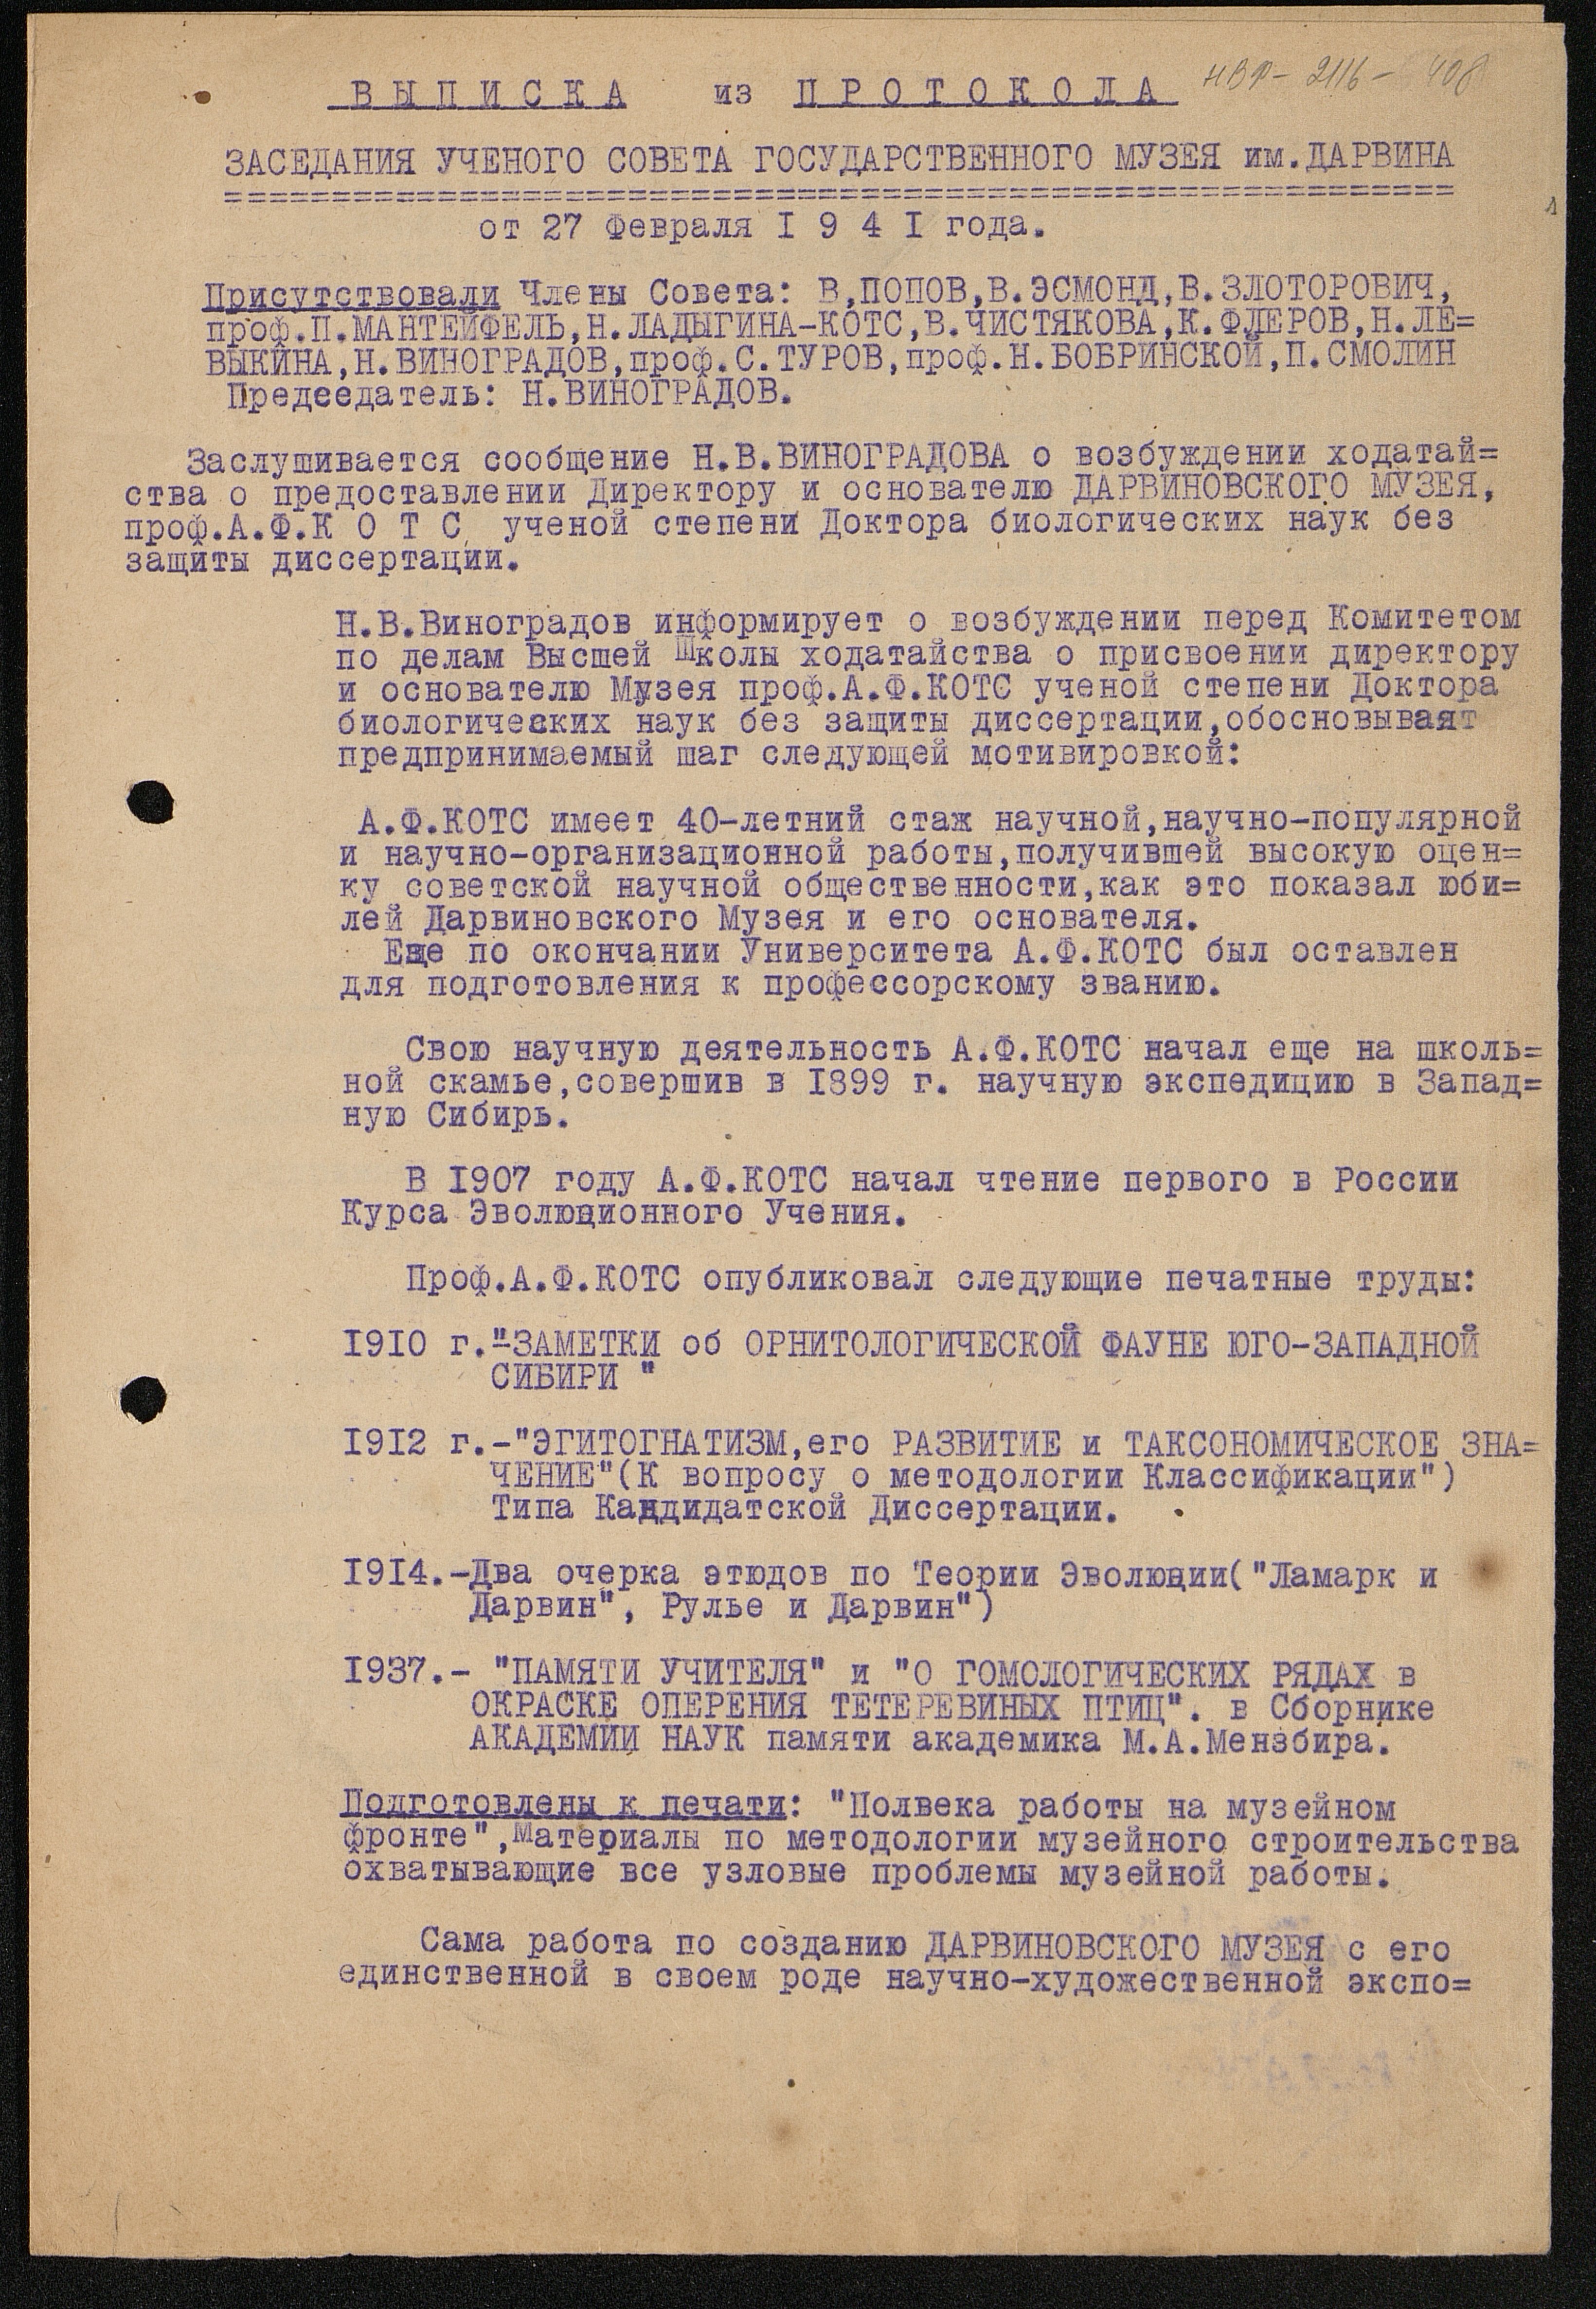 НВФ- 2116- 408
В Ы П И С К А из П Р О Т О К О Л А
ЗАСЕДАНИЯ УЧЕНОГО СОВЕТА ГОСУДАРСТВЕННОГО МУЗЕЯ им.ДАРВИНА
=========================================================
от 27 Февраля I 9 4 I года.
Присутствовали Члены Совета: В,ПОПОВ,В.ЭСМОНД,В.ЗЛОТОРОВИЧ,
проф.П.МАНТЕЙФЕЛЬ,Н.ЛАДЫГИНА-КОТС,В.ЧИСТЯКОВА,К.ФЛЕРОВ,Н.ЛЕ=
ВЫКИНА,Н.ВИНОГРАДОВ,проф.С.ТУРОВ,проф.Н.БОБРИНСКОЙ,П.СМОЛИН
Председатель: Н.ВИНОГРАДОВ.
Заслушивается сообщение Н.В.ВИНОГРАДОВА о возбуждении ходатай=
ства о предоставлении Директору и основателю ДАРВИНОВСКОГО МУЗЕЯ,
проф.А.Ф.К О Т С ученой степени Доктора биологических наук без
защиты диссертации.
Н.В.Виноградов информирует о возбуждении перед Комитетом
по делам Высшей Школы ходатайства о присвоении директору
и основателю Музея проф.А.Ф.КОТС ученой степени Доктора
биологических наук без защиты диссертации,обосновывает
предпринимаемый шаг следующей мотивировкой:
А.Ф.КОТС имеет 40-летний стаж научной,научно-популярной
и научно-организационной работы,получившей высокую оцен=
ку советской научной общественности,как это показал юби=
лей Дарвиновского Музея и его основателя.
Еще по окончании Университета А.Ф.КОТС был оставлен
для подготовления к профессорскому званию.
Свою научную деятельность А.Ф.КОТС начал еще на школь=
ной скамье,совершив в I899 г. научную экспедицию в Запад=
ную Сибирь.
В I907 году А.Ф.КОТС начал чтение первого в России
Курса Эволюционного Учения.
Проф.А.Ф.КОТС опубликовал следующие печатные труды:
I9I0 г."-ЗАМЕТКИ об ОРНИТОЛОГИЧЕСКОЙ ФАУНЕ ЮГО-ЗАПАДНОЙ
СИБИРИ "
I9I2 г.-"ЭГИТОГНАТИЗМ,его РАЗВИТИЕ и ТАКСОНОМИЧЕСКОЕ ЗНА=
ЧЕНИЕ"(К вопросу о методологии Классификации")
Типа Кандидатской Диссертации.
I9I4.-Два очерка этюдов по Теории Эволюции("Ламарк и
Дарвин", Рулье и Дарвин")
I937.- "ПАМЯТИ УЧИТЕЛЯ" и "О ГОМОЛОГИЧЕСКИХ РЯДАХ в
ОКРАСКЕ ОПЕРЕНИЯ ТЕТЕРЕВИНЫХ ПТИЦ". в Сборнике
АКАДЕМИИ НАУК памяти академика М.А.Мензбира.
Подготовлены к печати: "Полвека работы на музейном
фронте",Материалы по методологии музейного строительства
охватывающие все узловые проблемы музейной работы.
Сама работа по созданию ДАРВИНОВСКОГО МУЗЕЯ с его
единственной в своем роде научно-художественной экспо=